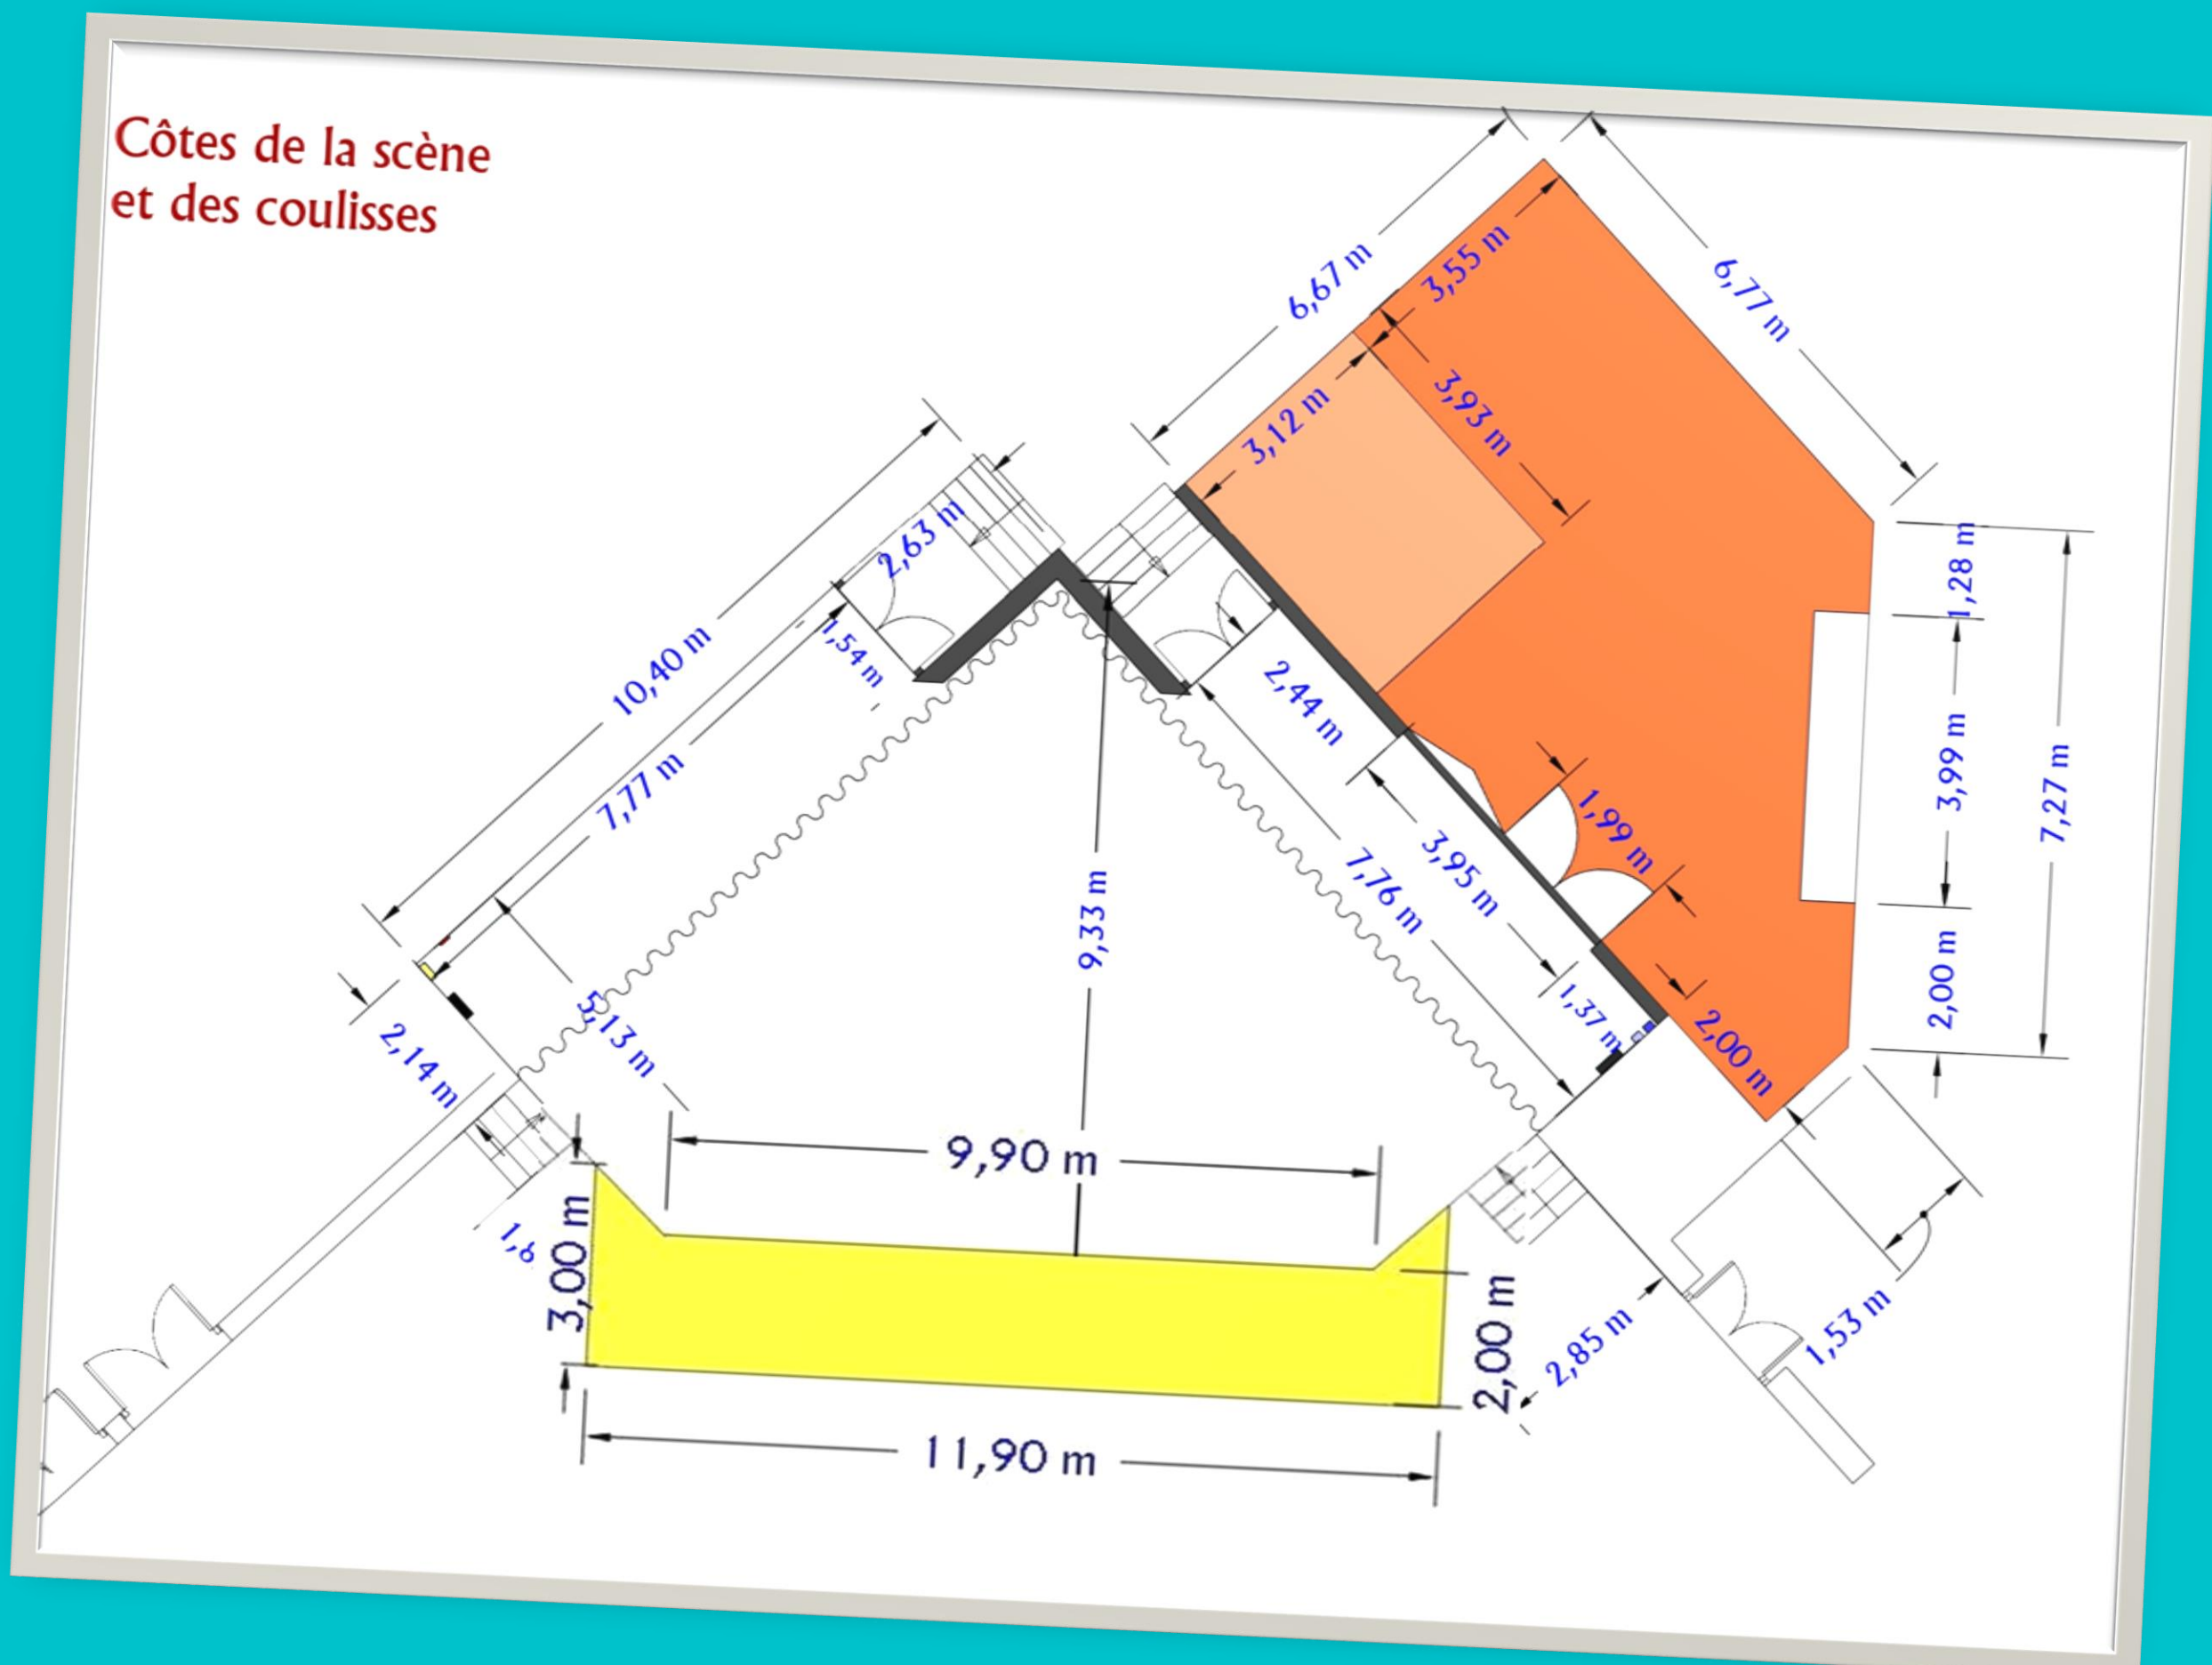 Côtes de la scène
et des coulisses
6,67 m
6,77 m
3,55 m
3,12 m
3,93 m
2,63 m
1,28 m
10,40 m
1,54 m
2,44 m
7,77 m
3,99 m
7,27 m
1,99 m
3,95 m
7,76 m
9,33 m
5,13 m
2,14 m
1,37 m
2,00 m
2,00 m
9,90 m
3,00 m
2,00 m
2,85 m
1,53 m
11,90 m